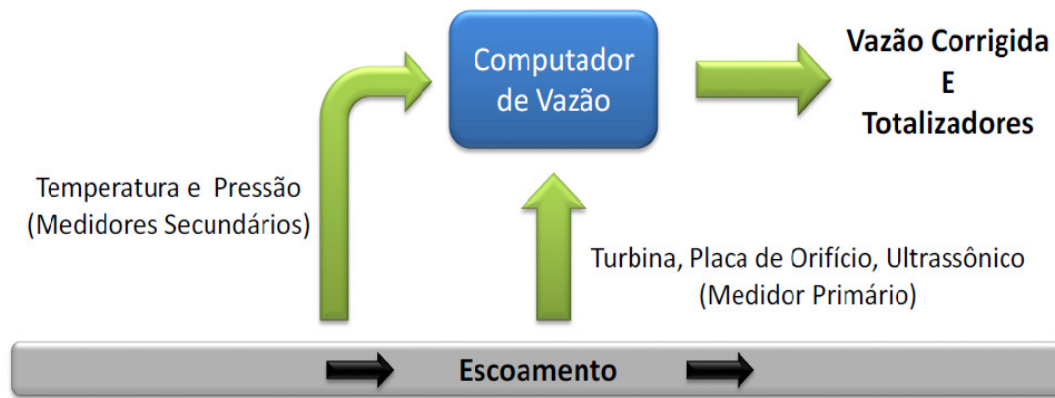 Computador
de Vazão
Vazão Corrigida
E
Totalizadores
Temperatura e Pressão
(Medidores Secundários)
Turbina, Placa de Orifício, Ultrassônico
(Medidor Primário)
Escoamento